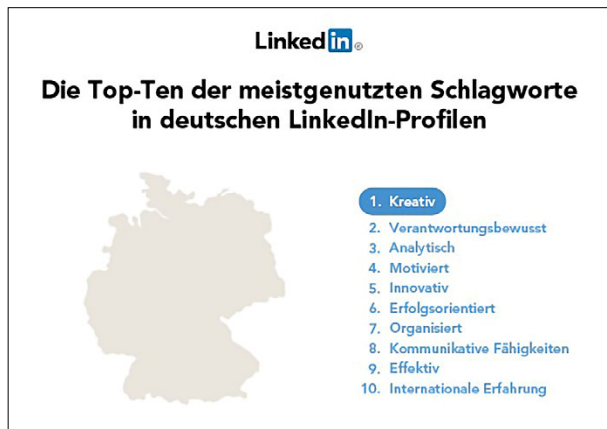 Linked in ®
Die Top-Ten der meistgenutzten Schlagworte
in deutschen LinkedIn-Profilen
1. Kreativ
2. Verantwortungsbewusst
3. Analytisch
4. Motiviert
5. Innovativ
6. Erfolgsorientiert
7. Organisiert
8. Kommunikative Fähigkeiten
9. Effektiv
10. Internationale Erfahrung